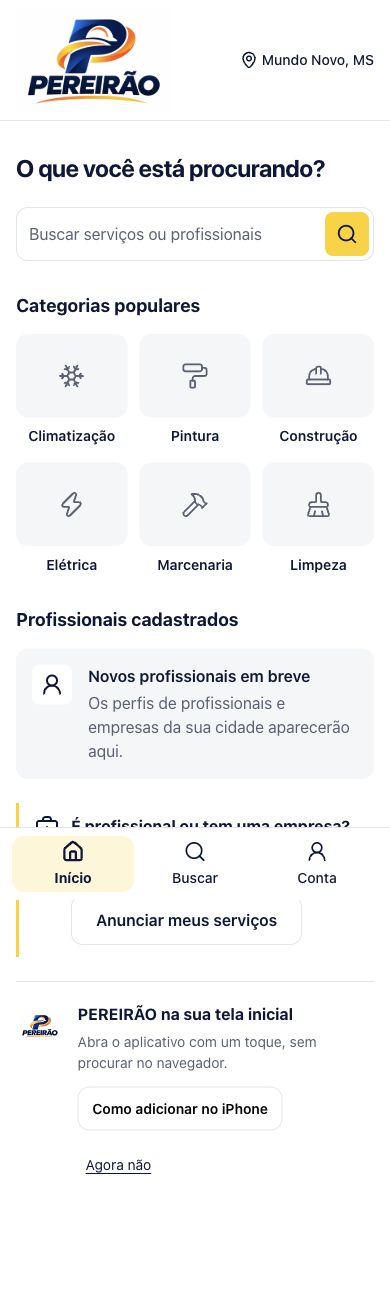 PEREIRÃO
Mundo Novo, MS
O que você está procurando?
Buscar serviços ou profissionais
Categorias populares
Climatização
Pintura
Construção
Elétrica
Marcenaria
Limpeza
Profissionais cadastrados
Novos profissionais em breve
Os perfis de profissionais e
empresas da sua cidade aparecerão
aqui.
É profissional ou tem uma empresa?
Início
Buscar
Conta
Anunciar meus serviços
PEREIRÃO
PEREIRÃO na sua tela inicial
Abra o aplicativo com um toque, sem
procurar no navegador.
Como adicionar no iPhone
Agora não